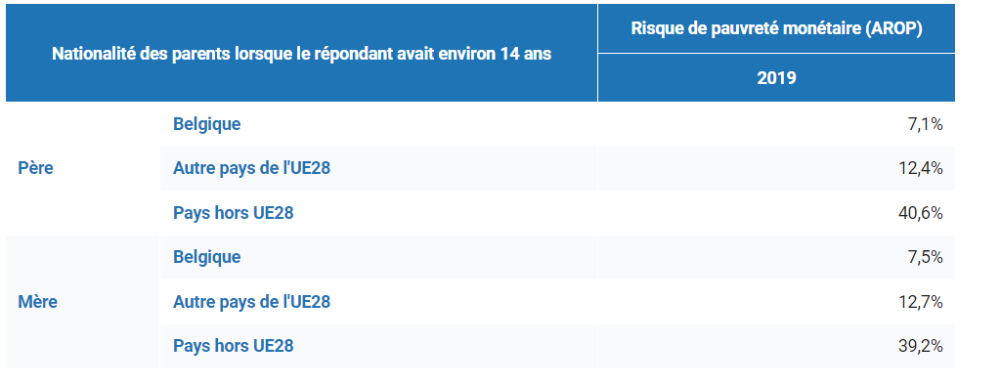 Nationalité des parents lorsque le répondant avait environ 14 ans
Risque de pauvreté monétaire (AROP)
2019
Père
Belgique 7,1%
Autre pays de l'UE28 12,4%
Pays hors UE28 40,6%
Mère
Belgique 7,5%
Autre pays de l'UE28 12,7%
Pays hors UE28 39,2%